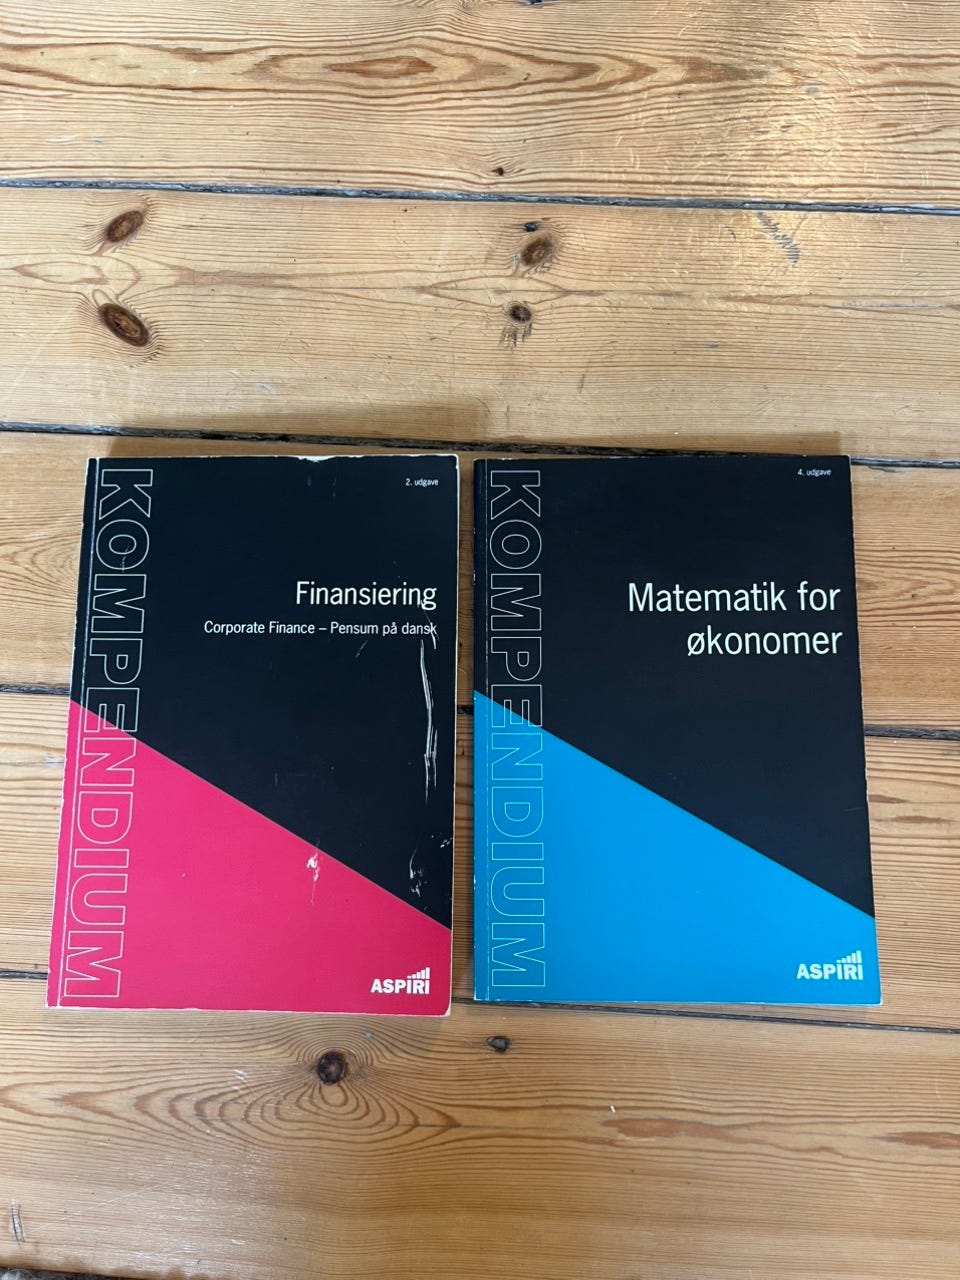 KOMPENDIUM
2. udgave
Finansiering
Corporate Finance – Pensum på dansk
ASPIRI
KOMPENDIUM
4. udgave
Matematik for
økonomer
ASPIRI